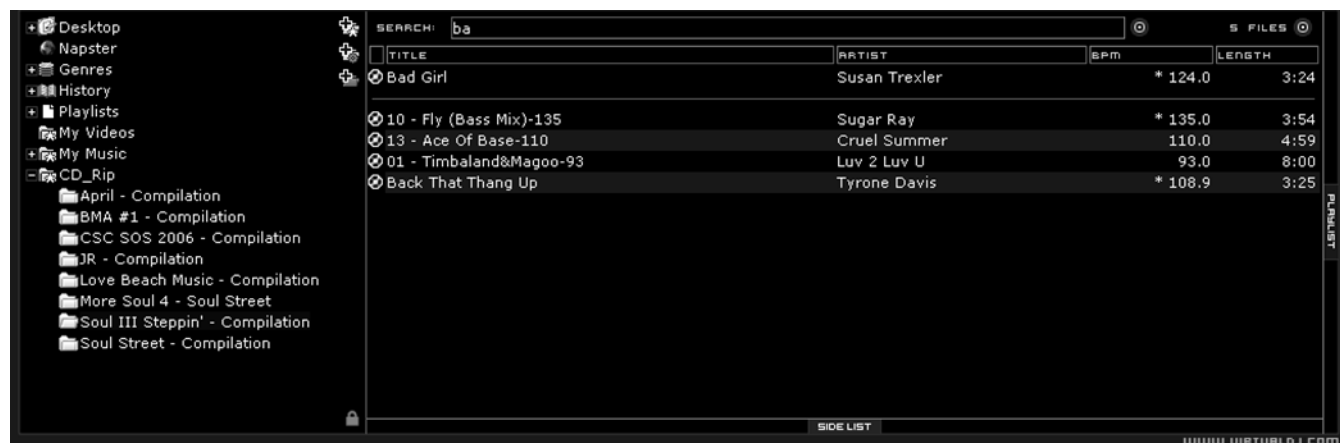 Desktop
Napster
Genres
History
Playlists
My Videos
My Music
CD_Rip
April - Compilation
BMA #1 - Compilation
CSC SOS 2006 - Compilation
JR - Compilation
Love Beach Music - Compilation
More Soul 4 - Soul Street
Soul III Steppin' - Compilation
Soul Street - Compilation
SEARCH: ba 5 FILES
TITLE ARTIST BPM LENGTH
Bad Girl Susan Trexler * 124.0 3:24
10 - Fly (Bass Mix)-135 Sugar Ray * 135.0 3:54
13 - Ace Of Base-110 Cruel Summer 110.0 4:59
01 - Timbaland&Magoo-93 Luv 2 Luv U 93.0 8:00
Back That Thang Up Tyrone Davis * 108.9 3:25
PLAYLIST
SIDE LIST